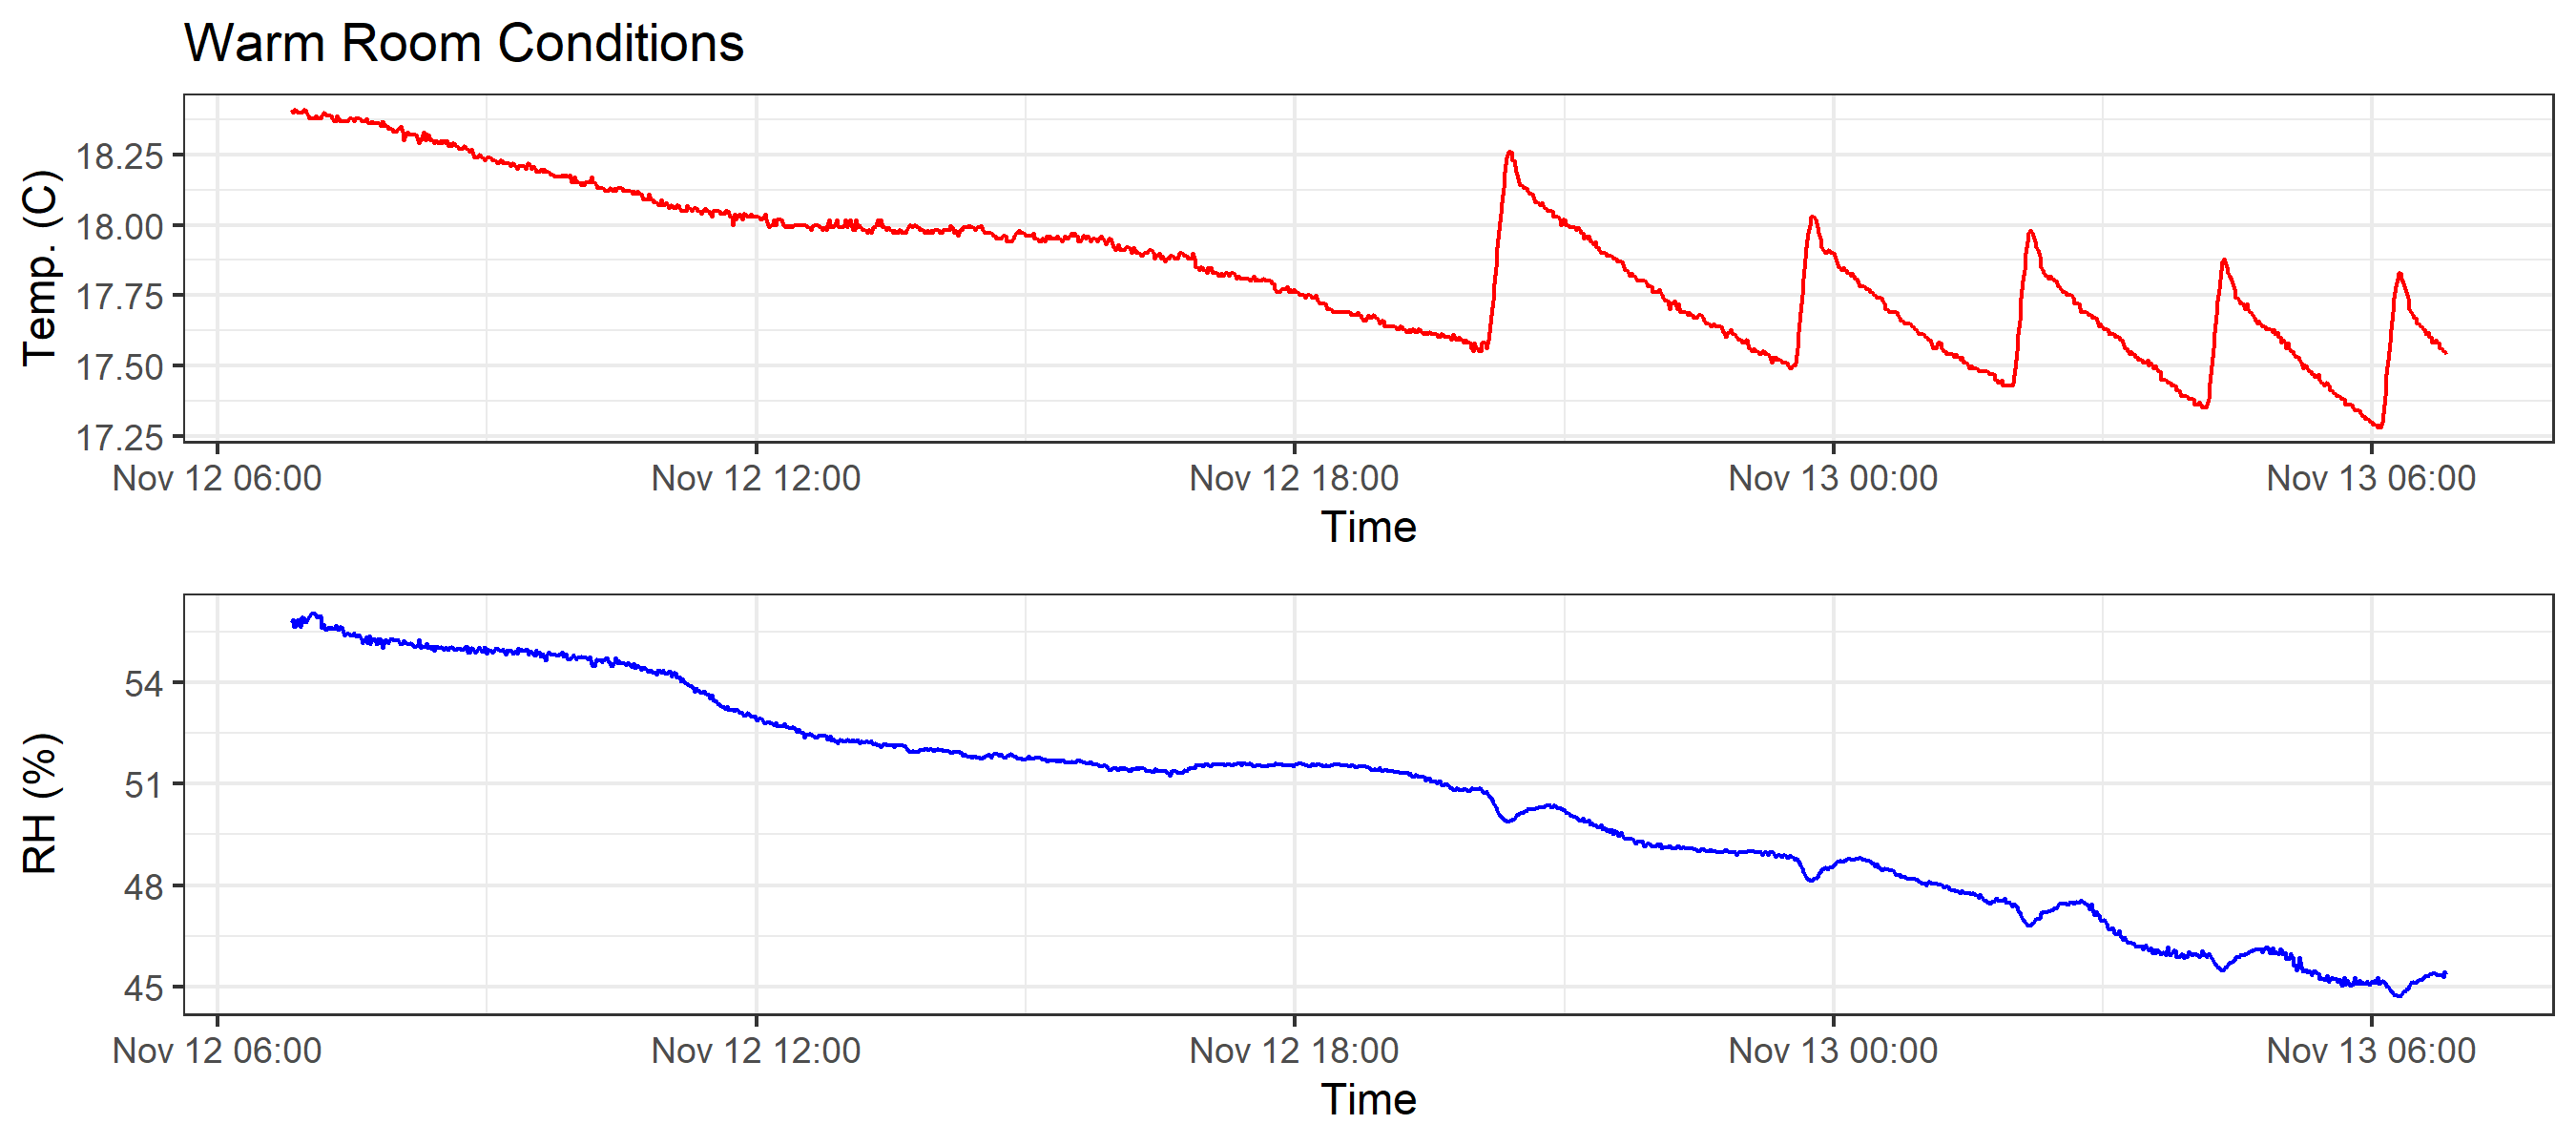 Warm Room Conditions
Temp. (C)
18.25
18.00
17.75
17.50
17.25
Nov 12 06:00 Nov 12 12:00 Nov 12 18:00 Nov 13 00:00 Nov 13 06:00
Time
RH (%)
54
51
48
45
Nov 12 06:00 Nov 12 12:00 Nov 12 18:00 Nov 13 00:00 Nov 13 06:00
Time